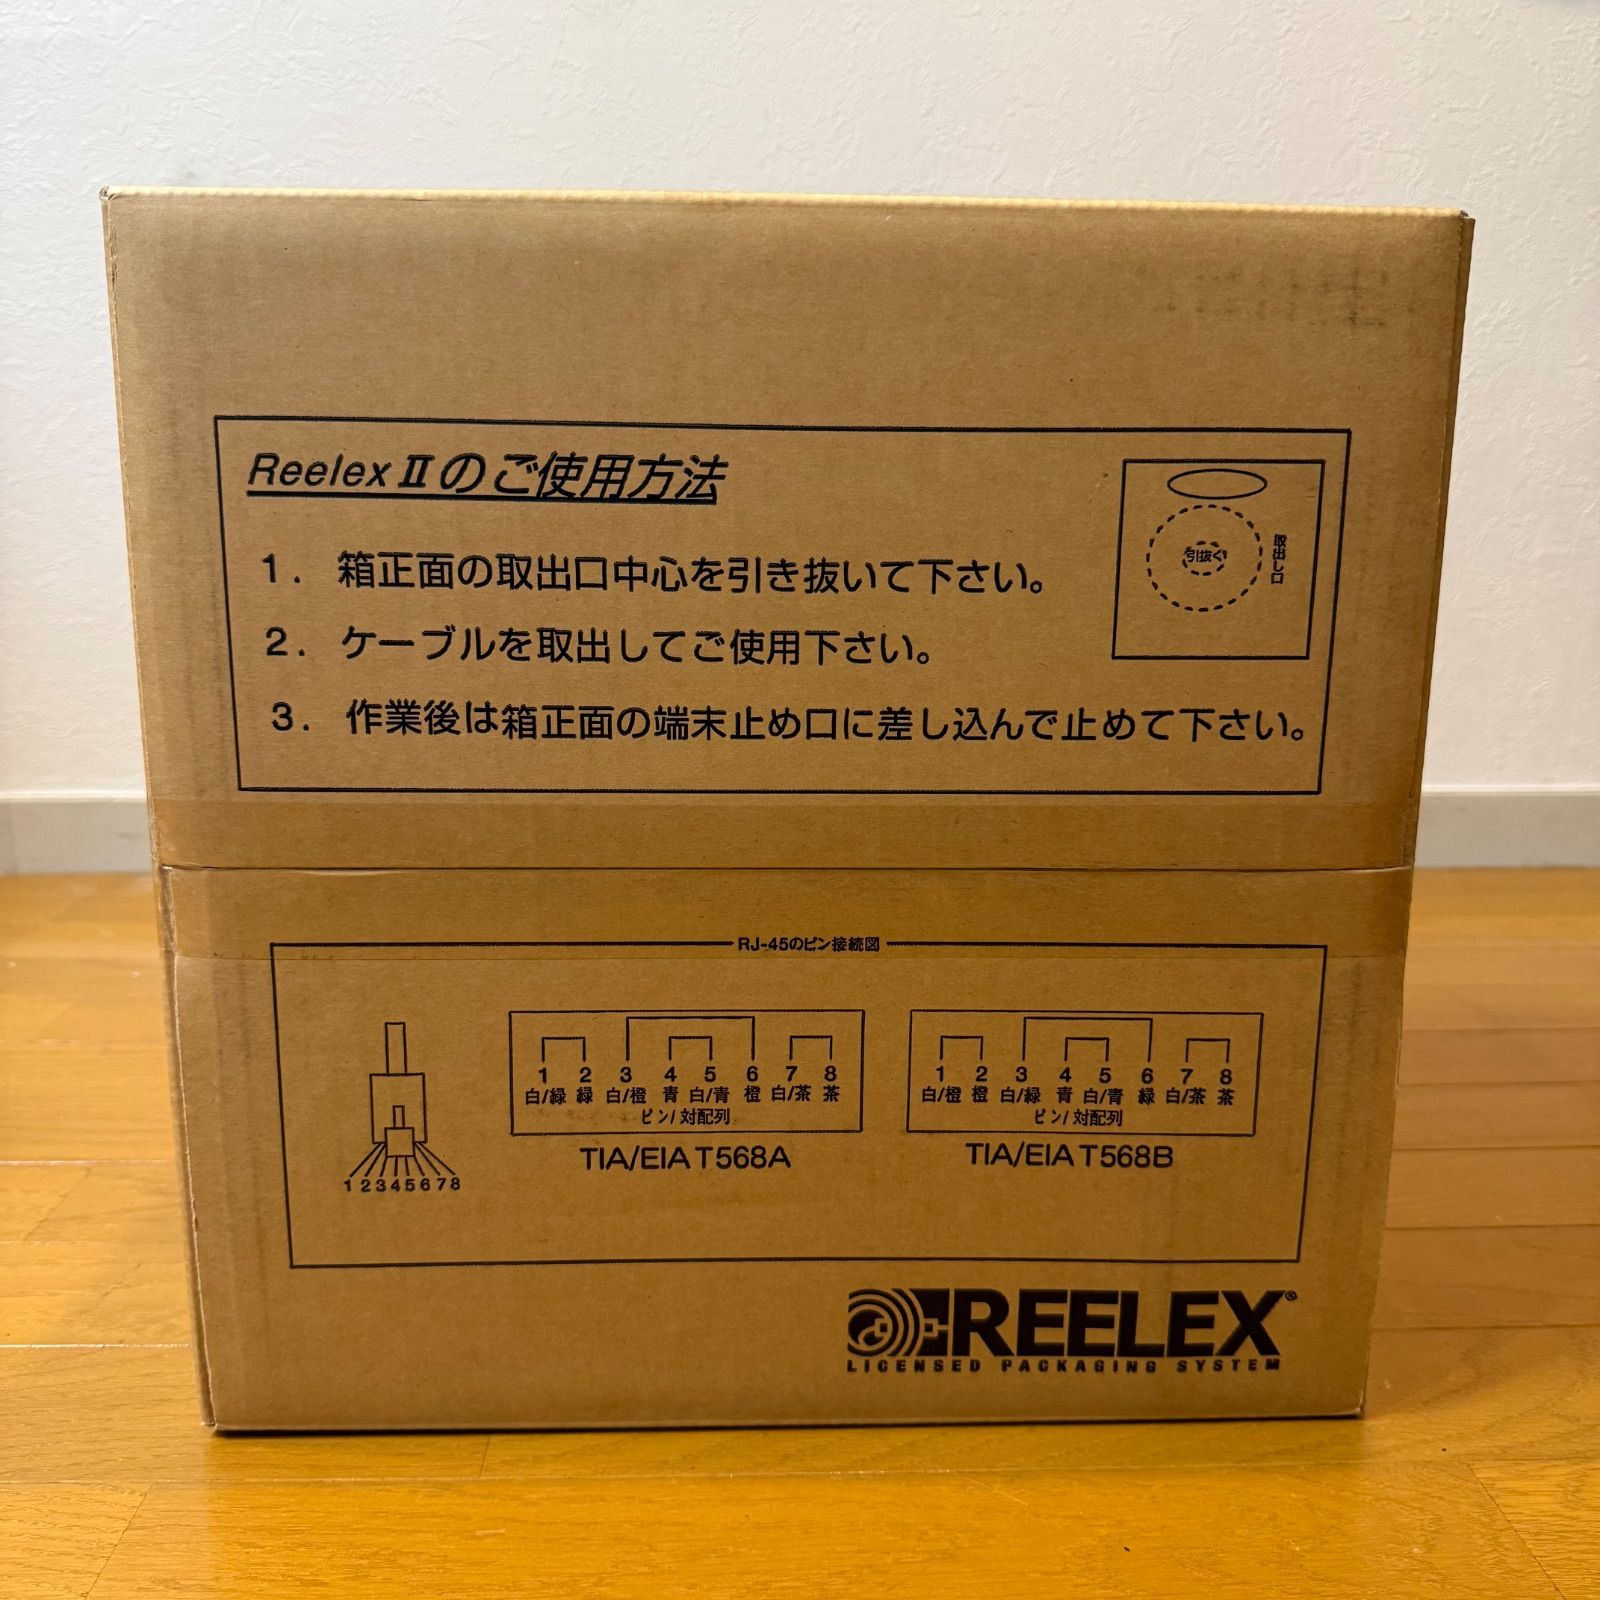 Reelex IIのご使用方法
1. 箱正面の取出口中心を引き抜いて下さい。
2. ケーブルを取出してご使用下さい。
3. 作業後は箱正面の端末止め口に差し込んで止めて下さい。
引抜く
取出し口
RJ-45のピン接続図
12345678
1 2 3 4 5 6 7 8
白/緑 緑 白/橙 青 白/青 橙 白/茶 茶
ピン/対配列
TIA/EIA T568A
1 2 3 4 5 6 7 8
白/橙 橙 白/緑 青 白/青 緑 白/茶 茶
ピン/対配列
TIA/EIA T568B
REELEX®
LICENSED PACKAGING SYSTEM